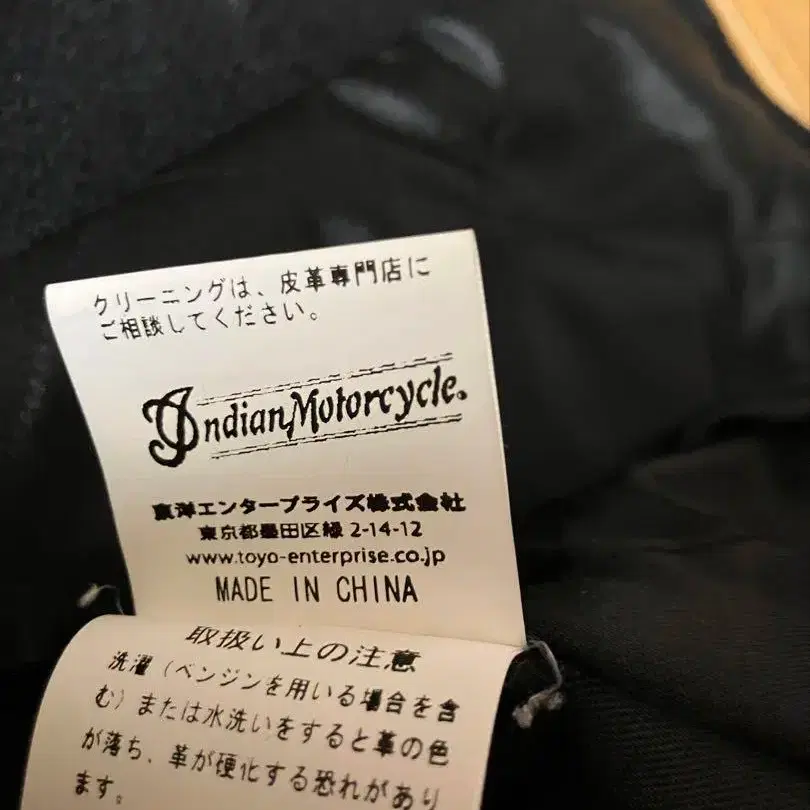 クリーニングは、皮革専門店に
ご相談してください。
Indian Motorcycle.
東洋エンタープライズ株式会社
東京都墨田区緑 2-14-12
www.toyo-enterprise.co.jp
MADE IN CHINA
取扱い上の注意
洗濯（ベンジンを用いる場合を含
む）または水洗いをすると革の色
が落ち、革が硬化する恐れがあり
ます。